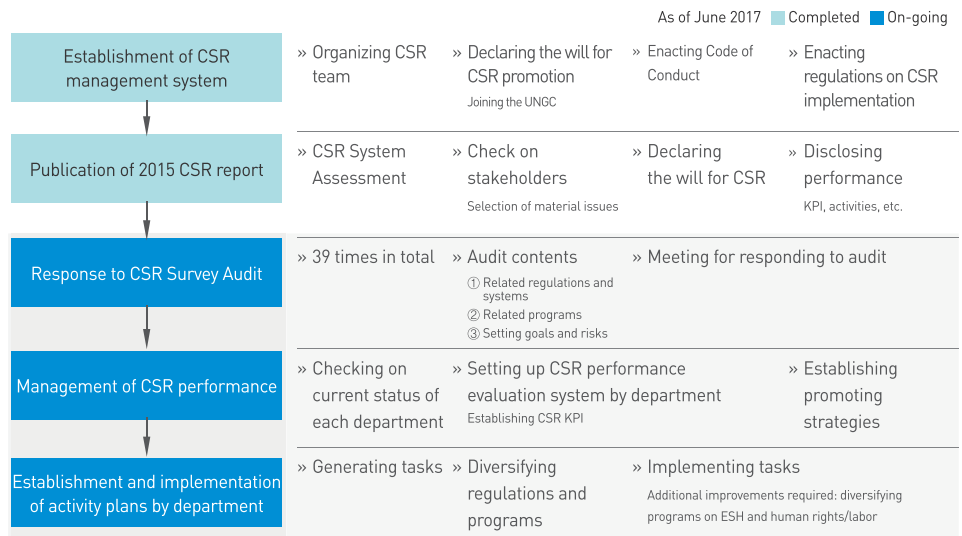 As of June 2017 Completed On-going
Establishment of CSR
management system
» Organizing CSR
team
» Declaring the will for
CSR promotion
Joining the UNGC
» Enacting Code of
Conduct
» Enacting
regulations on CSR
implementation
Publication of 2015 CSR report
» CSR System
Assessment
» Check on
stakeholders
Selection of material issues
» Declaring
the will for CSR
» Disclosing
performance
KPI, activities, etc.
Response to CSR Survey Audit
» 39 times in total
» Audit contents
① Related regulations and
systems
② Related programs
③ Setting goals and risks
» Meeting for responding to audit
Management of CSR performance
» Checking on
current status of
each department
» Setting up CSR performance
evaluation system by department
Establishing CSR KPI
» Establishing
promoting
strategies
Establishment and implementation
of activity plans by department
» Generating tasks
» Diversifying
regulations and
programs
» Implementing tasks
Additional improvements required: diversifying
programs on ESH and human rights/labor